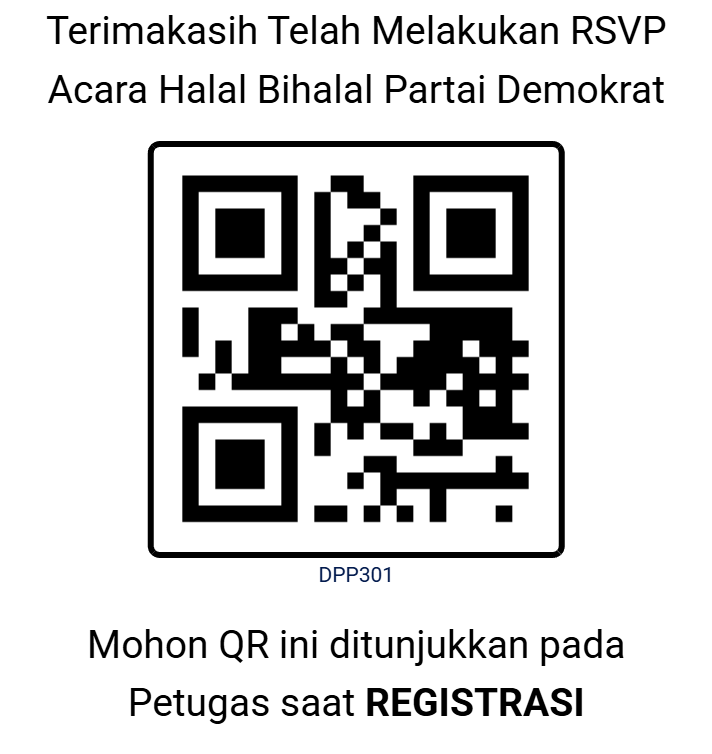 Terimakasih Telah Melakukan RSVP
Acara Halal Bihalal Partai Demokrat
DPP301
Mohon QR ini ditunjukkan pada
Petugas saat REGISTRASI